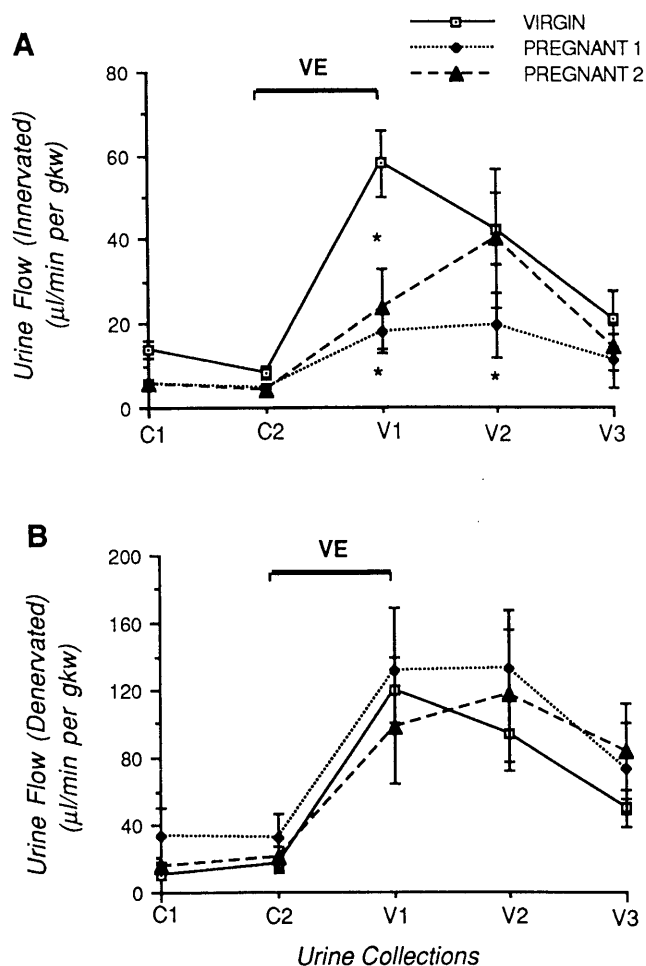 VIRGIN
PREGNANT 1
PREGNANT 2
A
VE
Urine Flow (Innervated)
(µl/min per gkw)
80
60
40
20
0
*
*
*
C1 C2 V1 V2 V3
B
VE
Urine Flow (Denervated)
(µl/min per gkw)
200
160
120
80
40
0
C1 C2 V1 V2 V3
Urine Collections